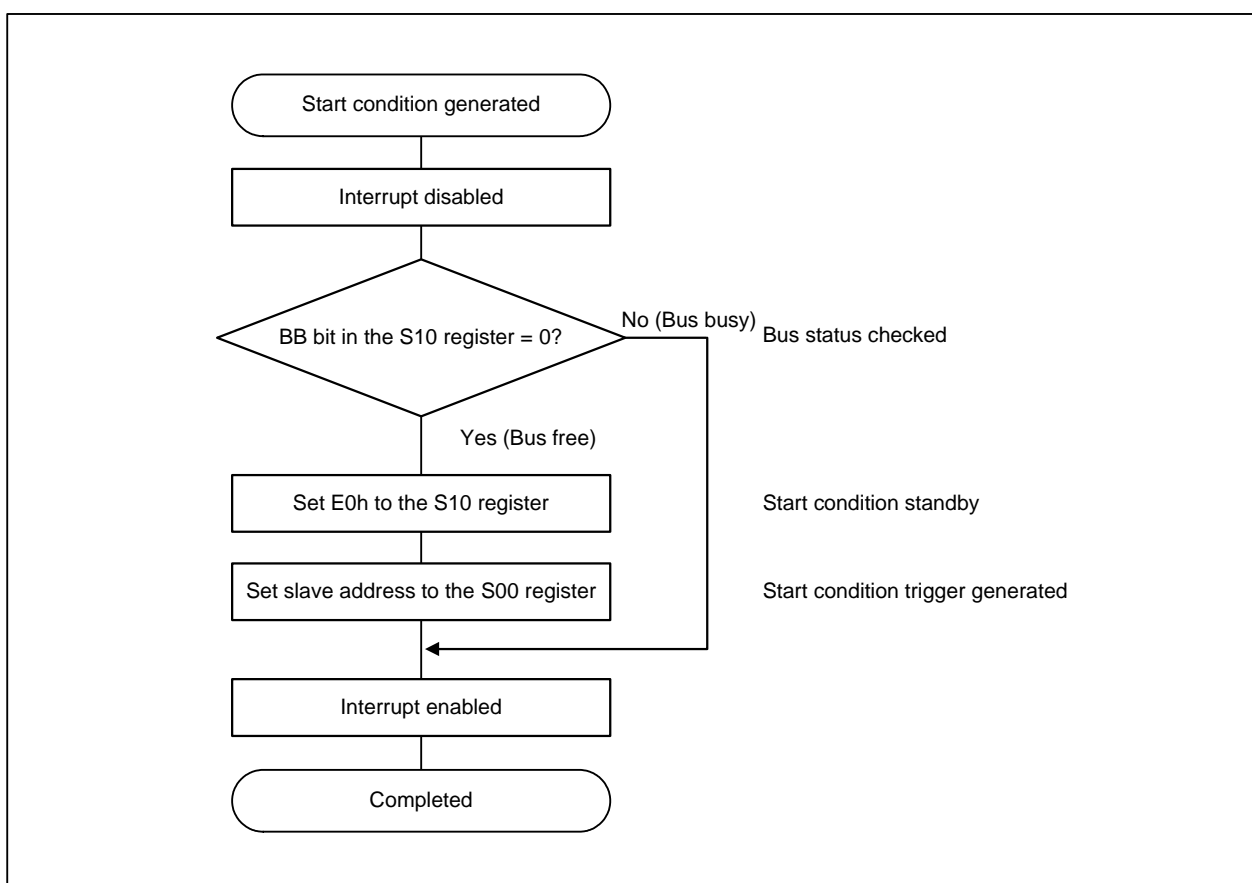 Start condition generated
Interrupt disabled
BB bit in the S10 register = 0?
No (Bus busy)
Bus status checked
Yes (Bus free)
Set E0h to the S10 register
Start condition standby
Set slave address to the S00 register
Start condition trigger generated
Interrupt enabled
Completed